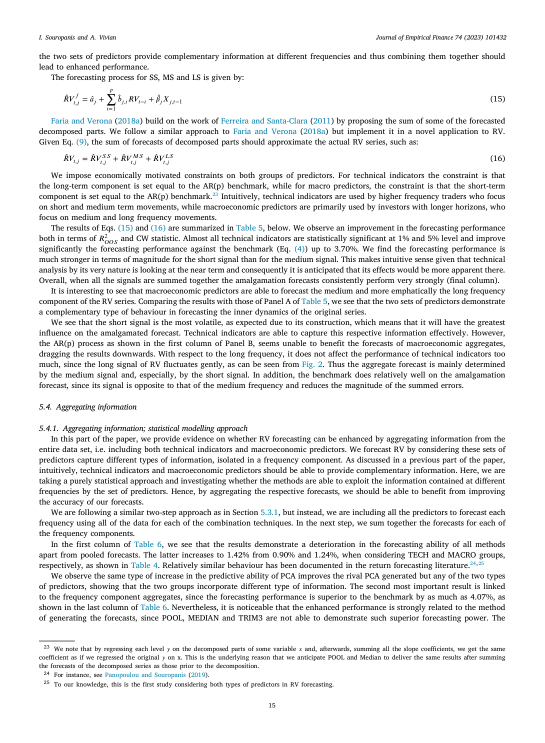 I. Souropanis and A. Vivian
Journal of Empirical Finance 74 (2023) 101432
the two sets of predictors provide complementary information at different frequencies and thus combining them together should
lead to enhanced performance.
The forecasting process for SS, MS and LS is given by:
R̂V^j_{t,j} = â_j + ∑_{i=1}^{p} b̂_{j,i} RV_{t−i} + β̂_j X_{j,t−1} (15)
Faria and Verona (2018a) build on the work of Ferreira and Santa-Clara (2011) by proposing the sum of some of the forecasted
decomposed parts. We follow a similar approach to Faria and Verona (2018a) but implement it in a novel application to RV.
Given Eq. (9), the sum of forecasts of decomposed parts should approximate the actual RV series, such as:
R̂V_{t,j} = R̂V^{SS}_{t,j} + R̂V^{MS}_{t,j} + R̂V^{LS}_{t,j} (16)
We impose economically motivated constraints on both groups of predictors. For technical indicators the constraint is that
the long-term component is set equal to the AR(p) benchmark, while for macro predictors, the constraint is that the short-term
component is set equal to AR(p) benchmark.23 Intuitively, technical indicators are used by higher frequency traders who focus
on short and medium term movements, while macroeconomic predictors are primarily used by investors with longer horizons, who
focus on medium and long frequency movements.
The results of Eqs. (15) and (16) are summarized in Table 5, below. We observe an improvement in the forecasting performance
both in terms of R²_{OOS} and CW statistic. Almost all technical indicators are statistically significant at 1% and 5% level and improve
significantly the forecasting performance against the benchmark (Eq. (4)) up to 3.70%. We find the forecasting performance is
much stronger in terms of magnitude for the short signal than for the medium signal. This makes intuitive sense given that technical
analysis by its very nature is looking at the near term and consequently it is anticipated that its effects would be more apparent there.
Overall, when all the signals are summed together the amalgamation forecasts consistently perform very strongly (final column).
It is interesting to see that macroeconomic predictors are able to forecast the medium and more emphatically the long frequency
component of the RV series. Comparing the results with those of Panel A of Table 5, we see that the two sets of predictors demonstrate
a complementary type of behaviour in forecasting the inner dynamics of the original series.
We see that the short signal is the most volatile, as expected due to its construction, which means that it will have the greatest
influence on the amalgamated forecast. Technical indicators are able to capture this respective information effectively. However,
the AR(p) process as shown in the first column of Panel B, seems unable to benefit the forecasts of macroeconomic aggregates,
dragging the results downwards. With respect to the long frequency, it does not affect the performance of technical indicators too
much, since the long signal of RV fluctuates gently, as can be seen from Fig. 2. Thus the aggregate forecast is mainly determined
by the medium signal and, especially, by the short signal. In addition, the benchmark does relatively well on the amalgamation
forecast, since its signal is opposite to that of the medium frequency and reduces the magnitude of the summed errors.
5.4. Aggregating information
5.4.1. Aggregating information; statistical modelling approach
In this part of the paper, we provide evidence on whether RV forecasting can be enhanced by aggregating information from the
entire data set, i.e. including both technical indicators and macroeconomic predictors. We forecast RV by considering these sets of
predictors capture different types of information, isolated in a frequency component. As discussed in a previous part of the paper,
intuitively, technical indicators and macroeconomic predictors should be able to provide complementary information. Here, we are
taking a purely statistical approach and investigating whether the methods are able to exploit the information contained at different
frequencies by the set of predictors. Hence, by aggregating the respective forecasts, we should be able to benefit from improving
the accuracy of our forecasts.
We are following a similar two-step approach as in Section 5.3.1, but instead, we are including all the predictors to forecast each
frequency using all of the data for each of the combination techniques. In the next step, we sum together the forecasts for each of
the frequency components.
In the first column of Table 6, we see that the results demonstrate a deterioration in the forecasting ability of all methods
apart from pooled forecasts. The latter increases to 1.42% from 0.90% and 1.24%, when considering TECH and MACRO groups,
respectively, as shown in Table 4. Relatively similar behaviour has been documented in the return forecasting literature.24,25
We observe the same type of increase in the predictive ability of PCA improves the rival PCA generated but any of the two types
of predictors, showing that the two groups incorporate different type of information. The second most important result is linked
to the frequency component aggregates, since the forecasting performance is superior to the benchmark by as much as 4.07%, as
shown in the last column of Table 6. Nevertheless, it is noticeable that the enhanced performance is strongly related to the method
of generating the forecasts, since POOL, MEDIAN and TRIM3 are not able to demonstrate such superior forecasting power. The
23 We note that by regressing each level y on the decomposed parts of some variable x and, afterwards, summing all the slope coefficients, we get the same
coefficient as if we regressed the original y on x. This is the underlying reason that we anticipate POOL and Median to deliver the same results after summing
the forecasts of the decomposed series as those prior to the decomposition.
24 For instance, see Panopoulou and Souropanis (2019).
25 To our knowledge, this is the first study considering both types of predictors in RV forecasting.
15